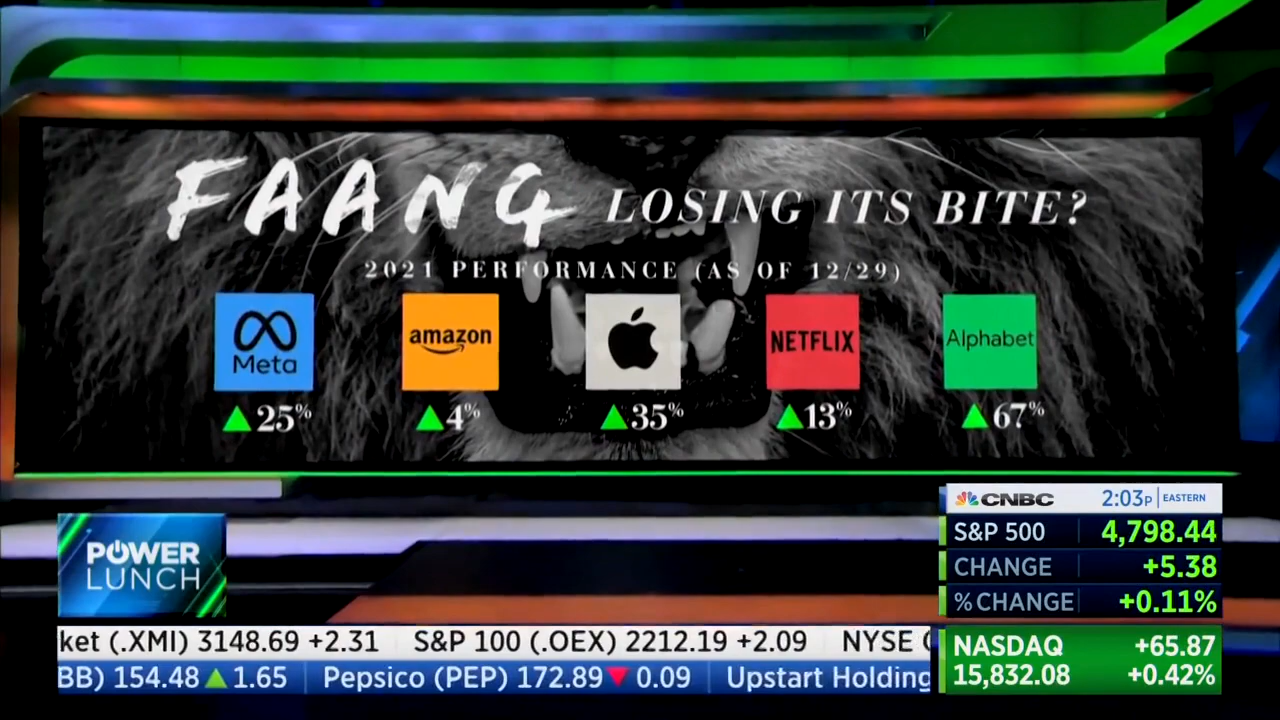 FAANG LOSING ITS BITE?
2021 PERFORMANCE (AS OF 12/29)
Meta
amazon
NETFLIX
Alphabet
▲25%
▲4%
▲35%
▲13%
▲67%
CNBC 2:03P EASTERN
S&P 500 4,798.44
CHANGE +5.38
% CHANGE +0.11%
POWER
LUNCH
ket (.XMI) 3148.69 +2.31 S&P 100 (.OEX) 2212.19 +2.09 NYSE
BB) 154.48 ▲ 1.65 Pepsico (PEP) 172.89 ▼ 0.09 Upstart Holding
NASDAQ +65.87
15,832.08 +0.42%